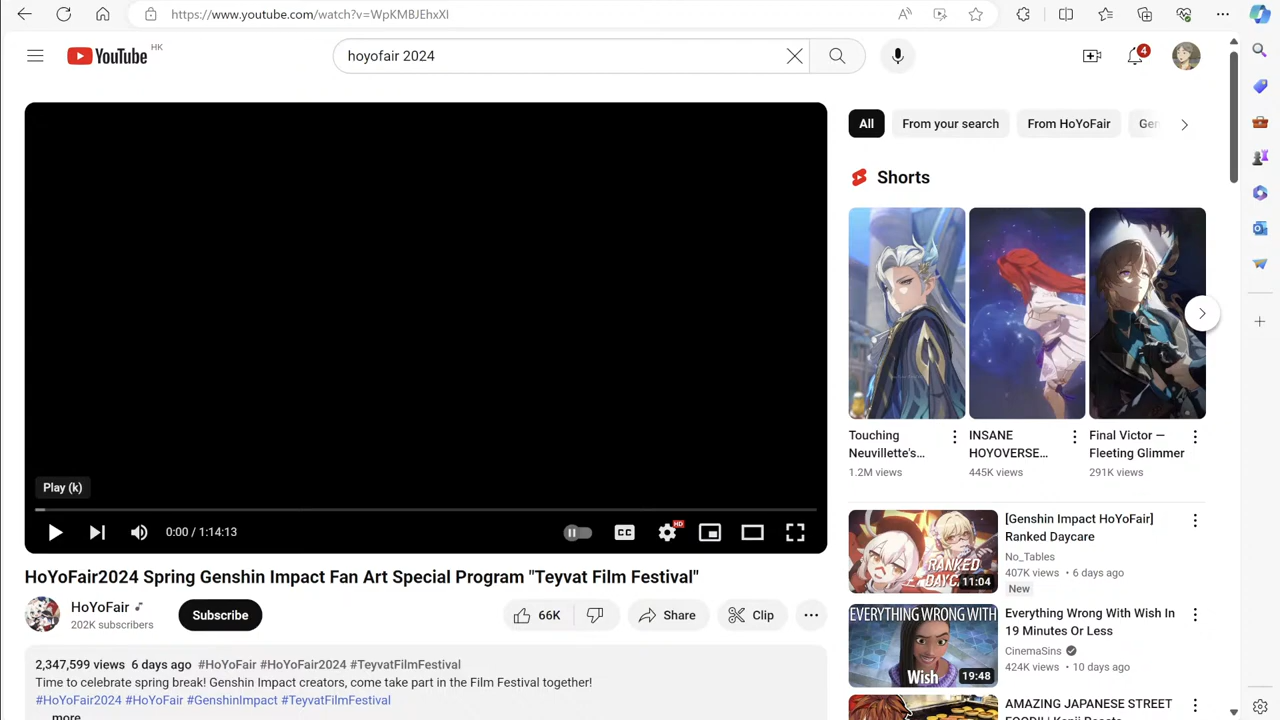 https://www.youtube.com/watch?v=WpKMBJEhxXI
YouTube HK
hoyofair 2024
4
All
From your search
From HoYoFair
Ger
Shorts
Touching
Neuvillette's...
1.2M views
INSANE
HOYOVERSE...
445K views
Final Victor —
Fleeting Glimmer
291K views
Play (k)
0:00 / 1:14:13
CC
HD
HoYoFair2024 Spring Genshin Impact Fan Art Special Program "Teyvat Film Festival"
HoYoFair
202K subscribers
Subscribe
66K
Share
Clip
2,347,599 views 6 days ago #HoYoFair #HoYoFair2024 #TeyvatFilmFestival
Time to celebrate spring break! Genshin Impact creators, come take part in the Film Festival together!
#HoYoFair2024 #HoYoFair #GenshinImpact #TeyvatFilmFestival
...more
RANKED
DAYC
11:04
[Genshin Impact HoYoFair]
Ranked Daycare
No_Tables
407K views • 6 days ago
New
EVERYTHING WRONG WITH
Wish
19:48
Everything Wrong With Wish In
19 Minutes Or Less
CinemaSins
424K views • 10 days ago
AMAZING JAPANESE STREET